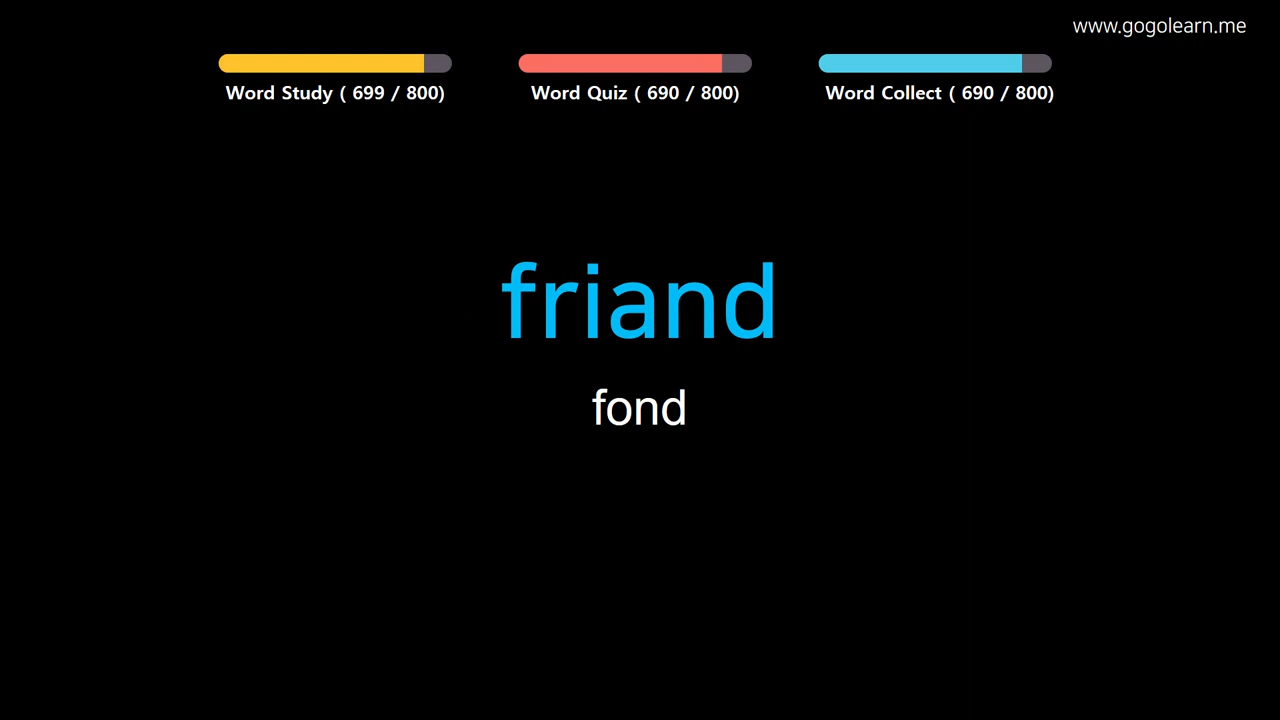 www.gogolearn.me
Word Study ( 699 / 800)
Word Quiz ( 690 / 800)
Word Collect ( 690 / 800)
friand
fond